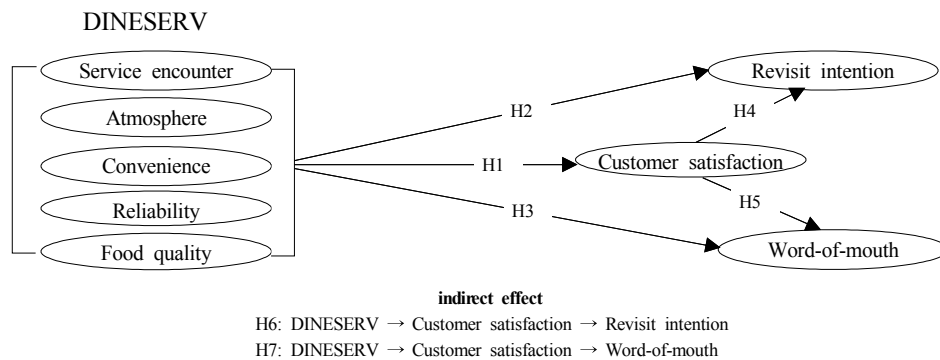 DINESERV
Service encounter
Atmosphere
Convenience
Reliability
Food quality
H2
H1
H3
Revisit intention
H4
Customer satisfaction
H5
Word-of-mouth
indirect effect
H6: DINESERV → Customer satisfaction → Revisit intention
H7: DINESERV → Customer satisfaction → Word-of-mouth